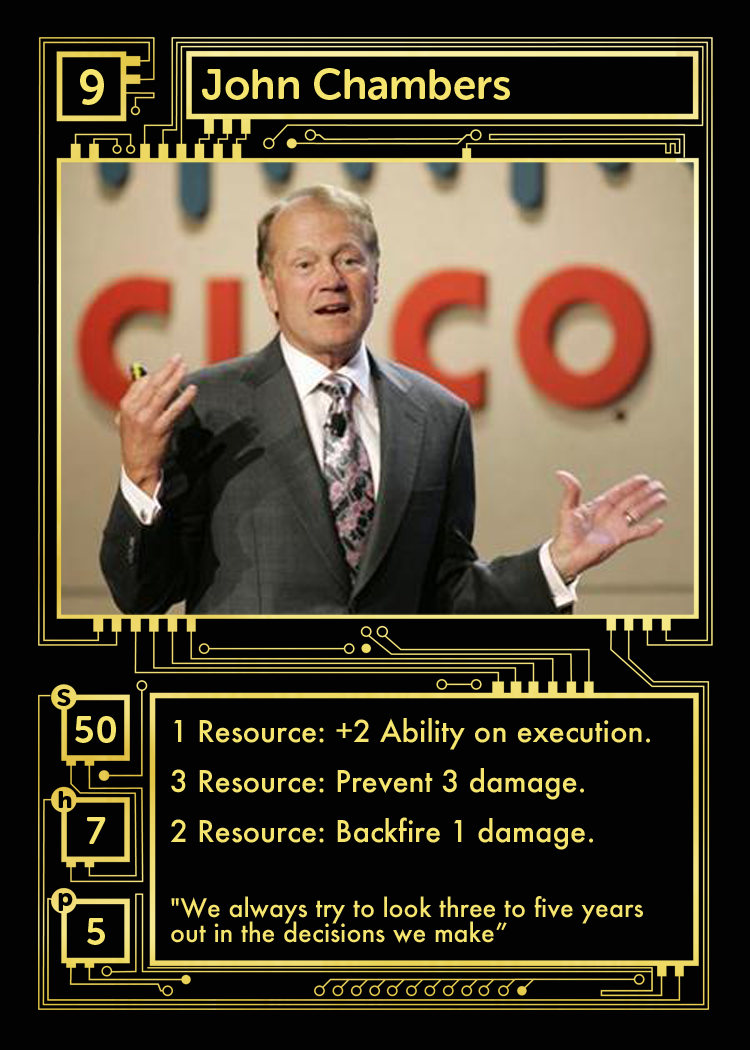 9
John Chambers
CISCO
s
50
1 Resource: +2 Ability on execution.
3 Resource: Prevent 3 damage.
h
7
2 Resource: Backfire 1 damage.
p
5
"We always try to look three to five years
out in the decisions we make”